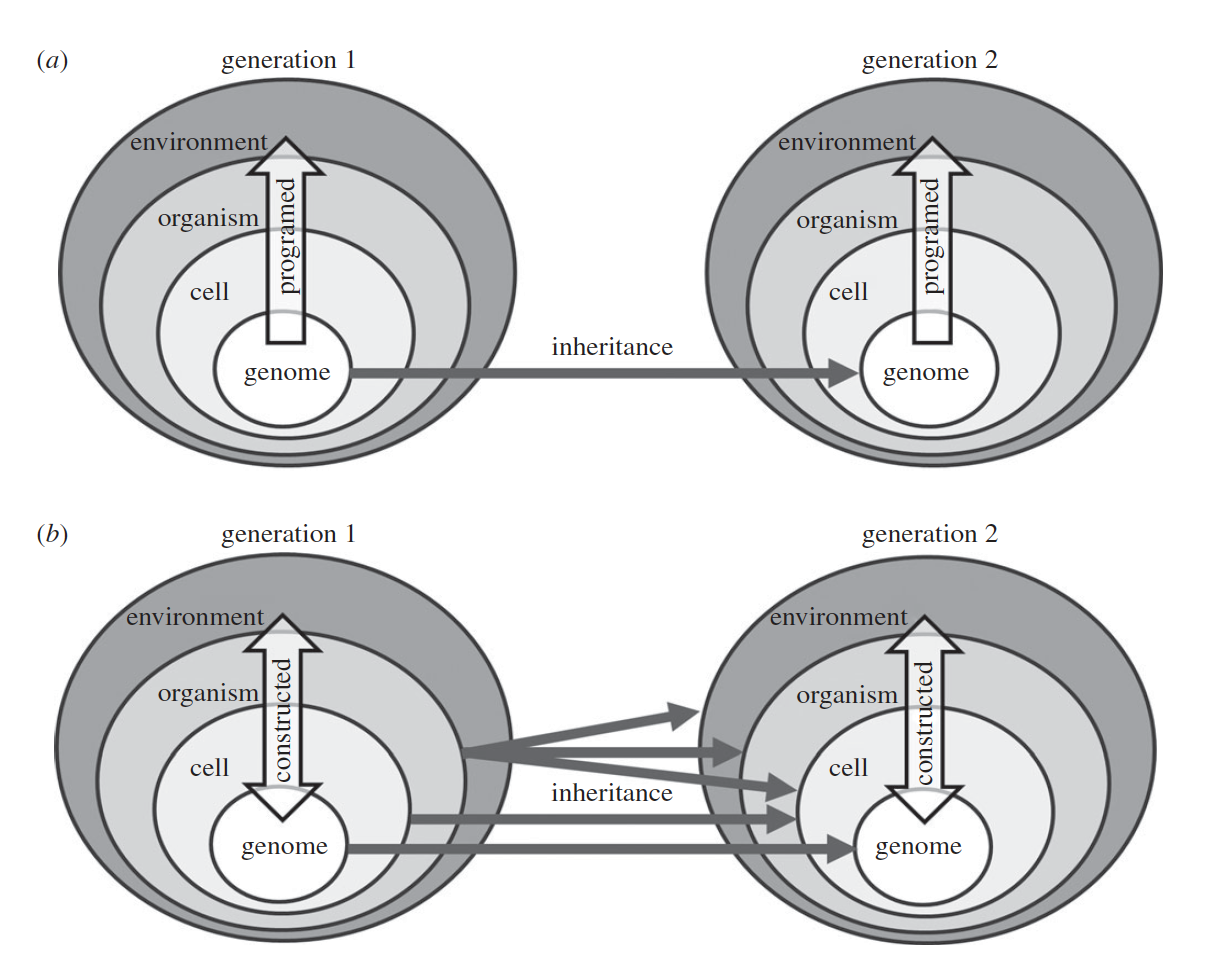 (a)
generation 1
generation 2
environment
environment
organism
organism
programed
programed
cell
cell
inheritance
genome
genome
(b)
generation 1
generation 2
environment
environment
organism
organism
constructed
constructed
cell
cell
inheritance
genome
genome